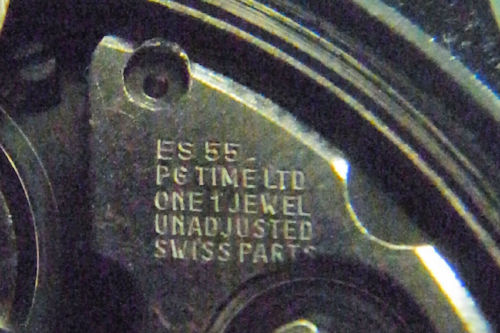 ES 55
PG TIME LTD
ONE 1 JEWEL
UNADJUSTED
SWISS PARTS